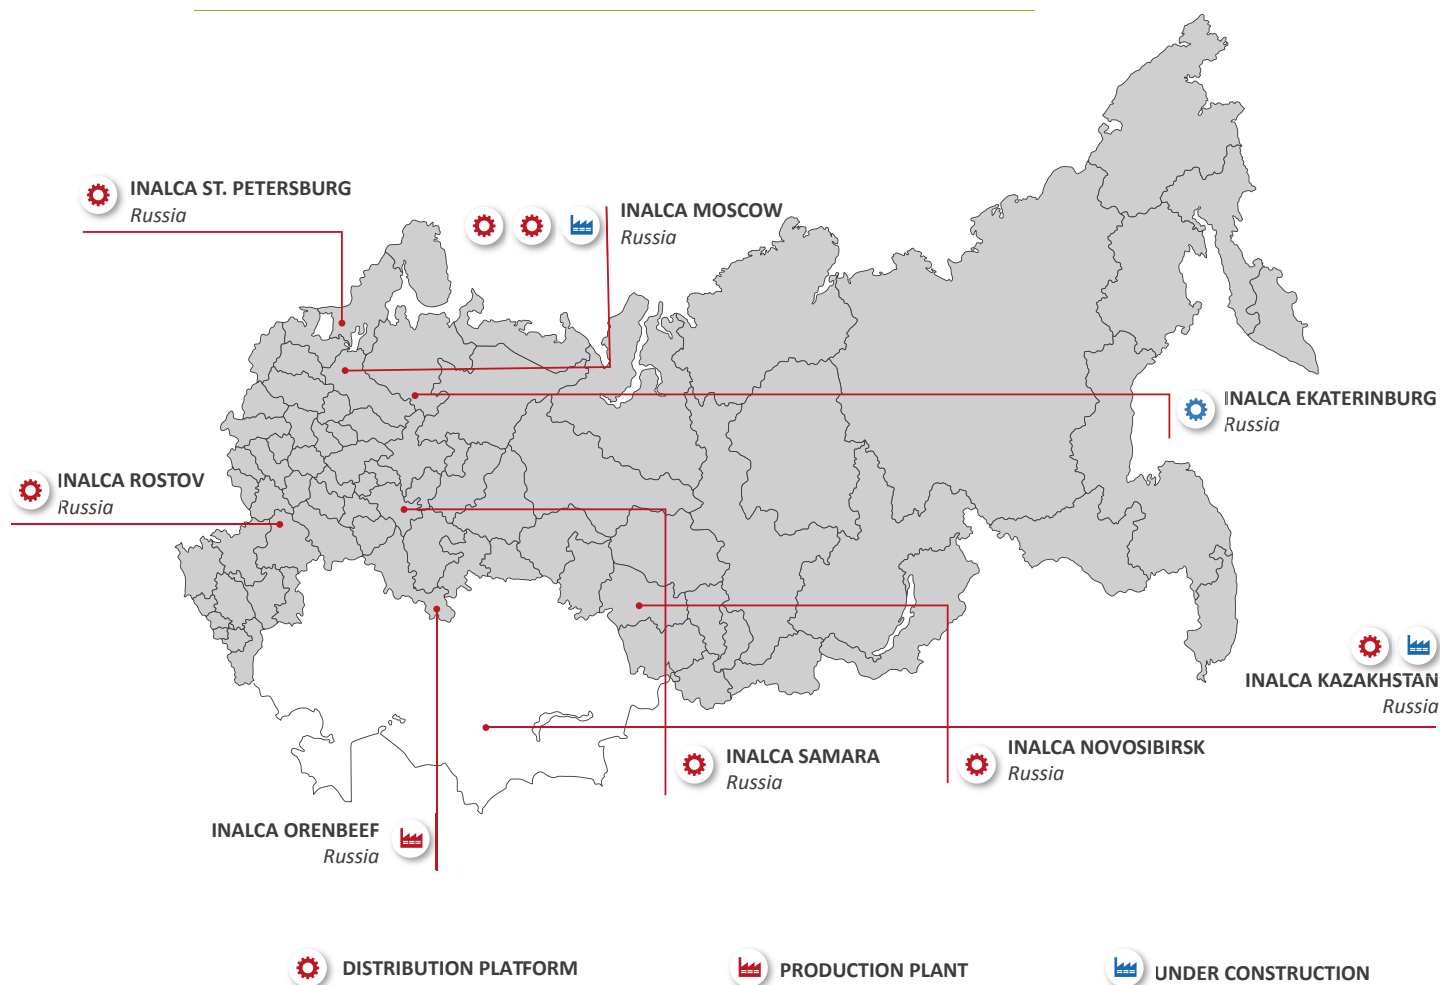 INALCA ST. PETERSBURG
Russia
INALCA MOSCOW
Russia
INALCA EKATERINBURG
Russia
INALCA ROSTOV
Russia
INALCA KAZAKHSTAN
Russia
INALCA SAMARA
Russia
INALCA NOVOSIBIRSK
Russia
INALCA ORENBEEF
Russia
DISTRIBUTION PLATFORM
PRODUCTION PLANT
UNDER CONSTRUCTION